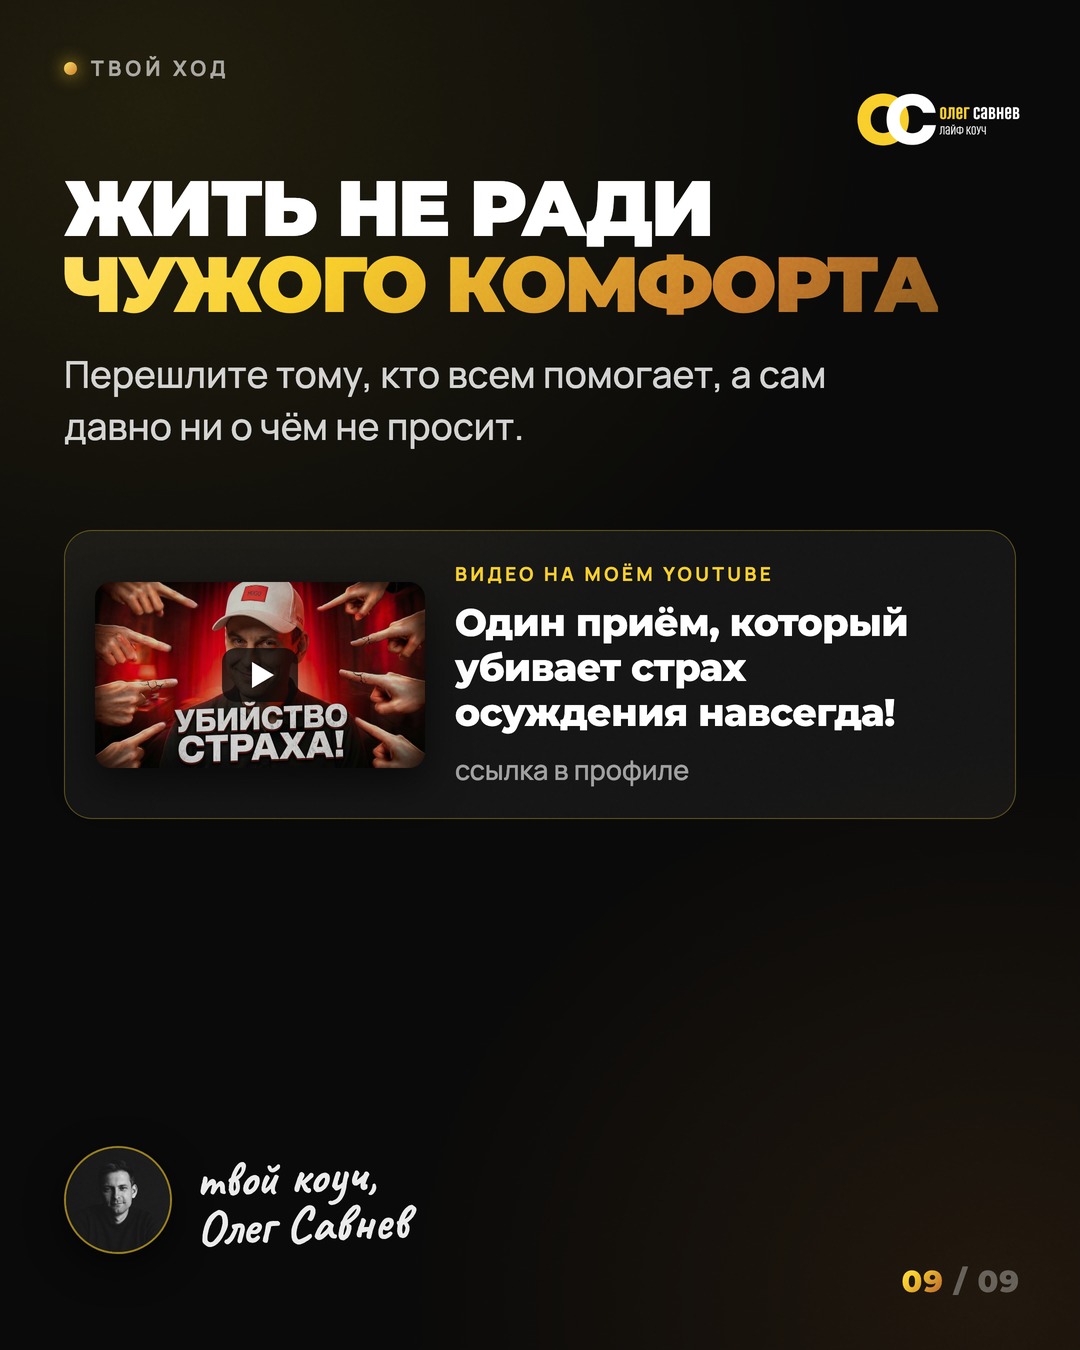 ТВОЙ ХОД
олег савнев
ЛАЙФ КОУЧ
ЖИТЬ НЕ РАДИ
ЧУЖОГО КОМФОРТА
Перешлите тому, кто всем помогает, а сам
давно ни о чём не просит.
УБИЙСТВО
СТРАХА!
ВИДЕО НА МОЁМ YOUTUBE
Один приём, который
убивает страх
осуждения навсегда!
ссылка в профиле
твой коуч,
Олег Савнев
09 / 09